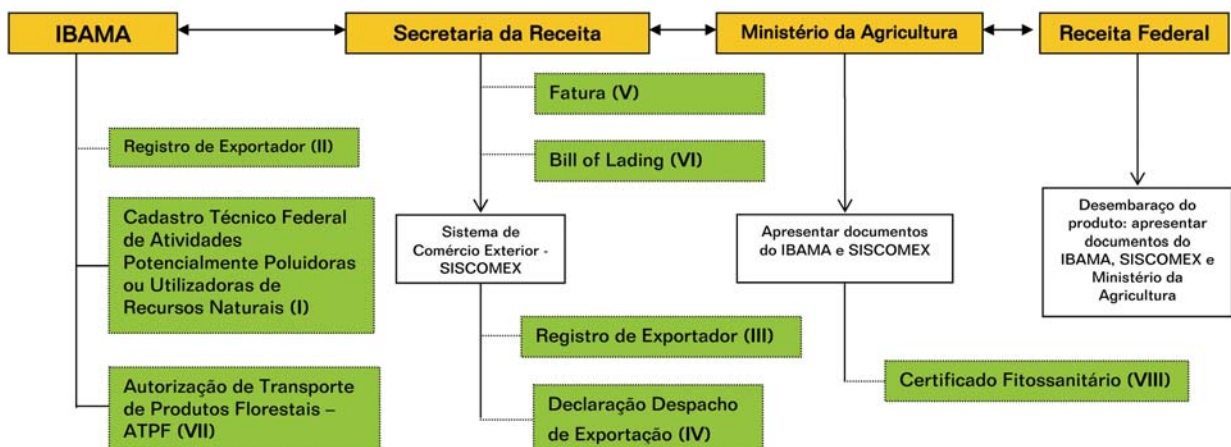 IBAMA
Secretaria da Receita
Ministério da Agricultura
Receita Federal
Registro de Exportador (II)
Cadastro Técnico Federal
de Atividades
Potencialmente Poluidoras
ou Utilizadoras de
Recursos Naturais (I)
Autorização de Transporte
de Produtos Florestais –
ATPF (VII)
Fatura (V)
Bill of Lading (VI)
Sistema de
Comércio Exterior -
SISCOMEX
Registro de Exportador (III)
Declaração Despacho
de Exportação (IV)
Apresentar documentos
do IBAMA e SISCOMEX
Certificado Fitossanitário (VIII)
Desembaraço do
produto: apresentar
documentos do
IBAMA, SISCOMEX e
Ministério da
Agricultura